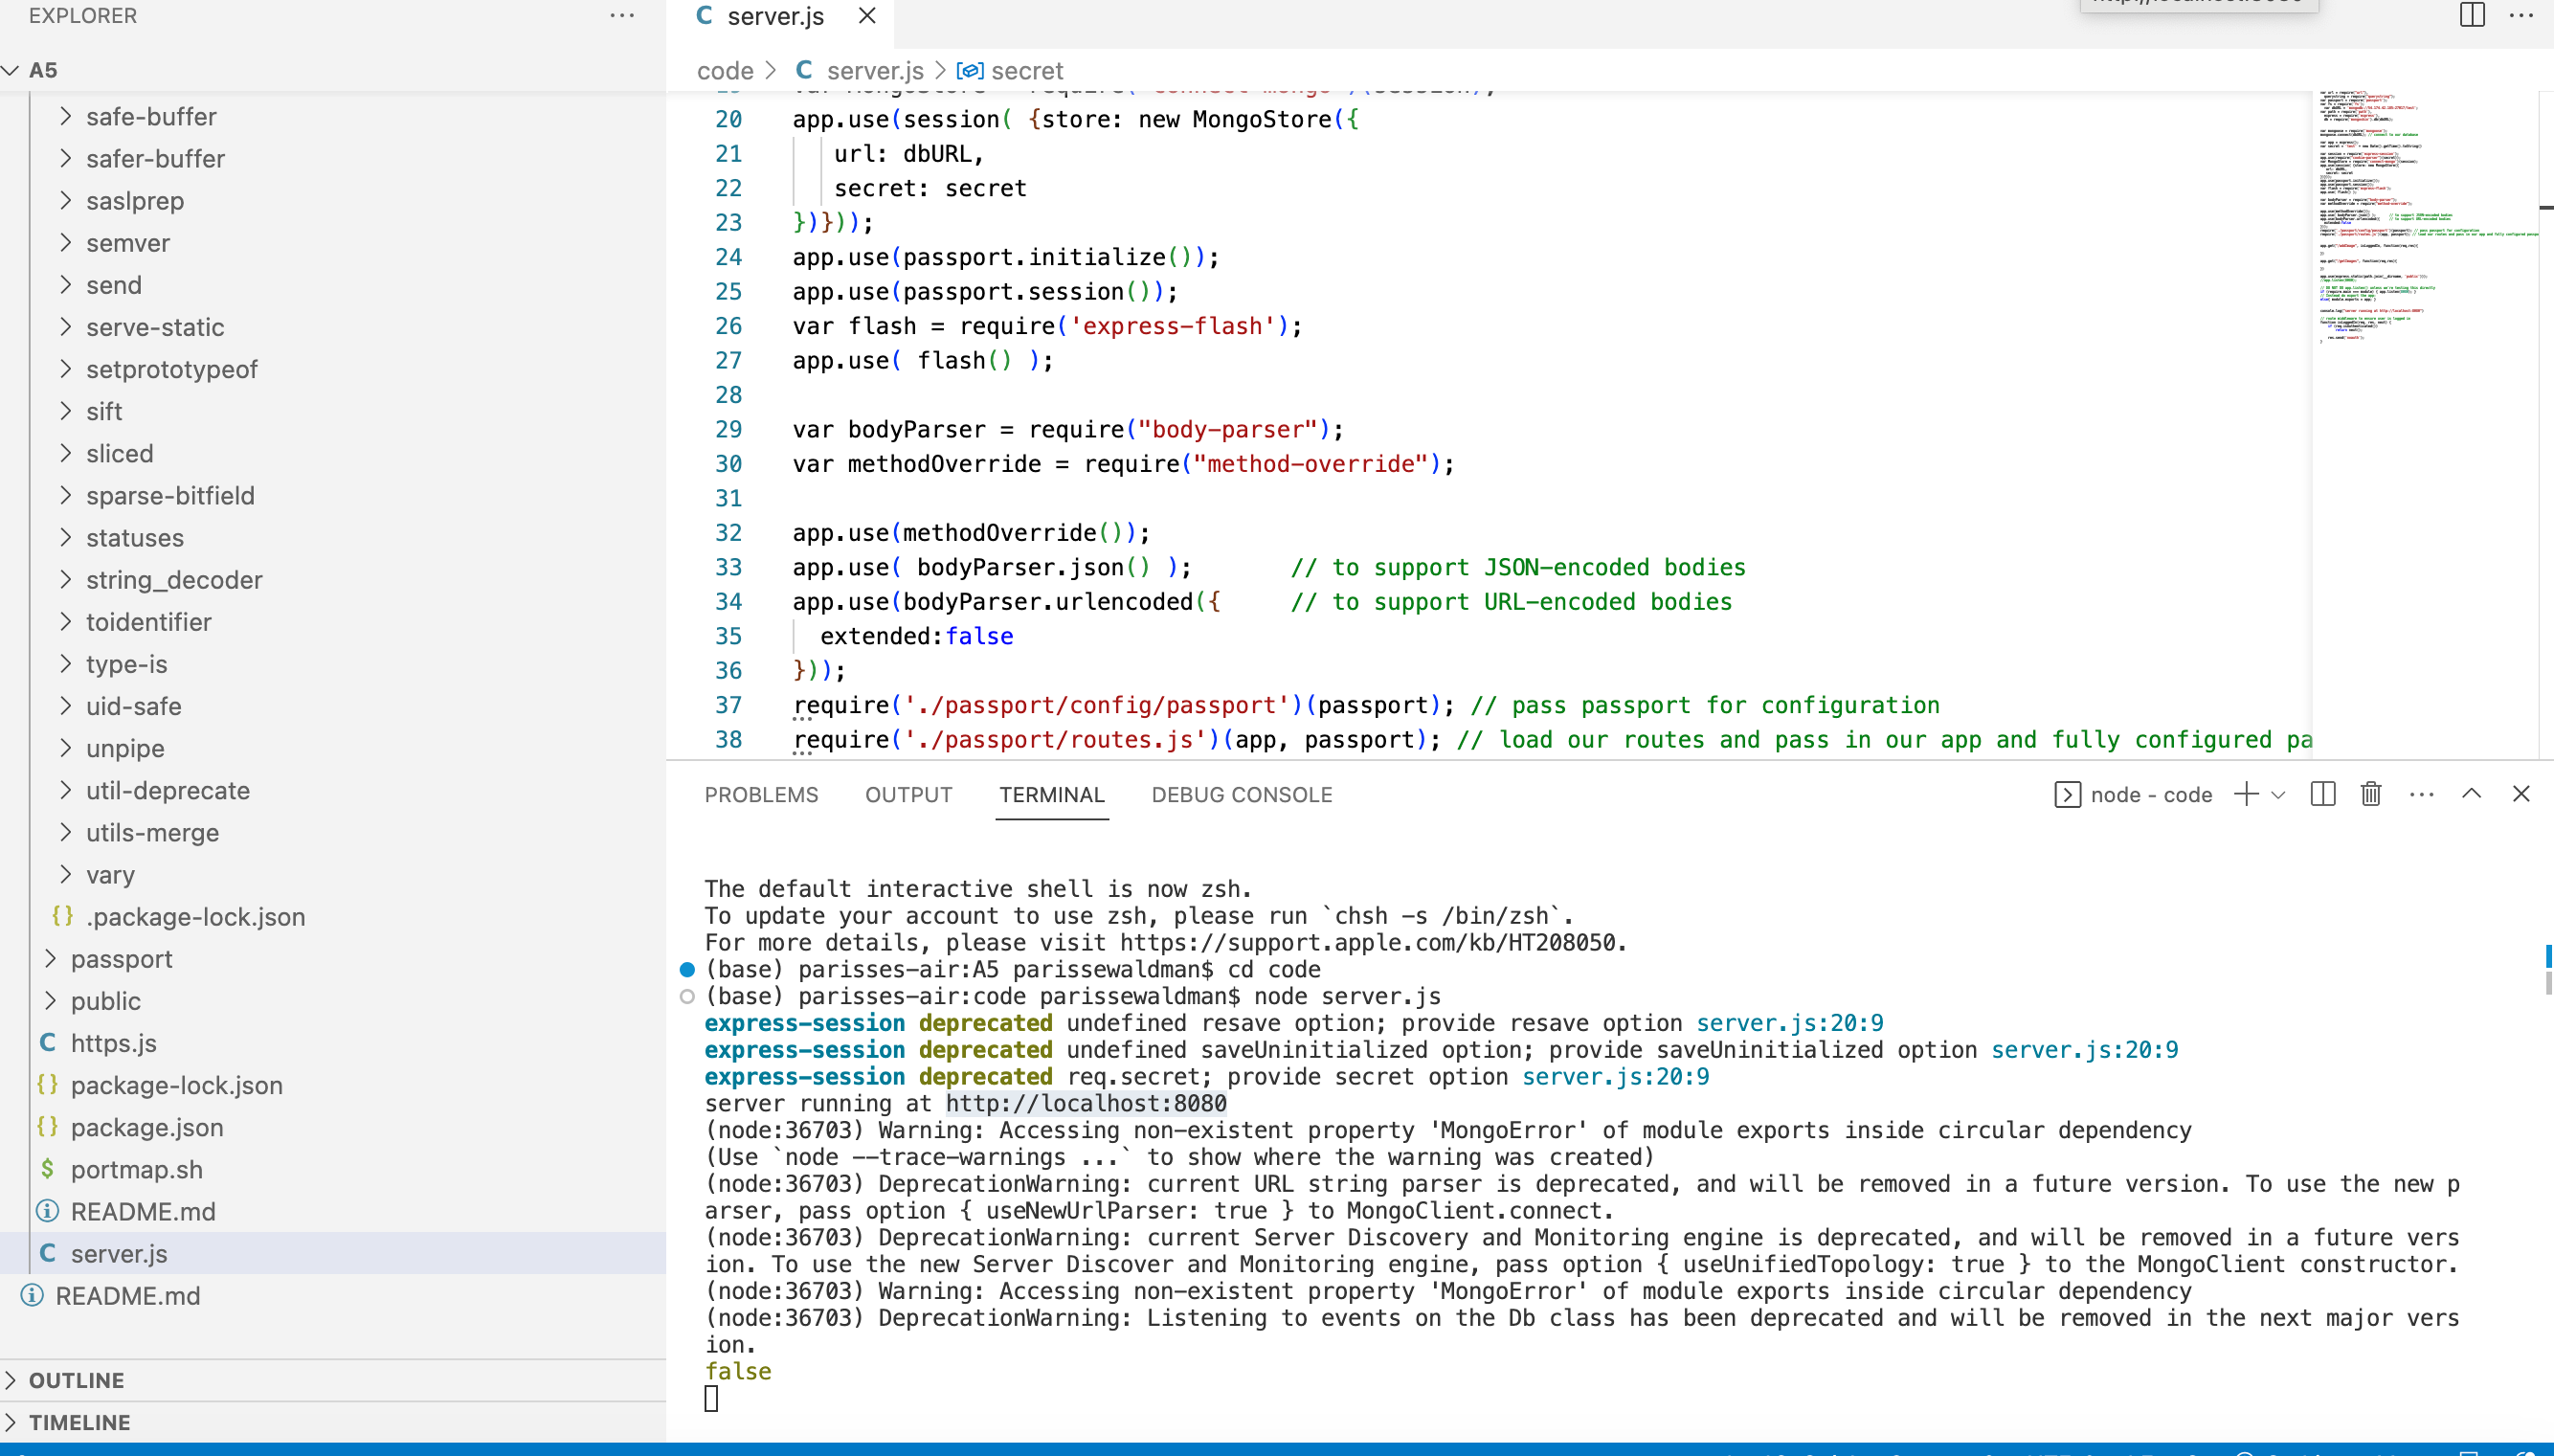 EXPLORER
A5
safe-buffer
safer-buffer
saslprep
semver
send
serve-static
setprototypeof
sift
sliced
sparse-bitfield
statuses
string_decoder
toidentifier
type-is
uid-safe
unpipe
util-deprecate
utils-merge
vary
{} .package-lock.json
passport
public
C https.js
{} package-lock.json
{} package.json
$ portmap.sh
README.md
C server.js
README.md
OUTLINE
TIMELINE
C server.js
code > C server.js > secret
20 app.use(session( {store: new MongoStore({
21 url: dbURL,
22 secret: secret
23 })}));
24 app.use(passport.initialize());
25 app.use(passport.session());
26 var flash = require('express-flash');
27 app.use( flash() );
28
29 var bodyParser = require("body-parser");
30 var methodOverride = require("method-override");
31
32 app.use(methodOverride());
33 app.use( bodyParser.json() ); // to support JSON-encoded bodies
34 app.use(bodyParser.urlencoded({ // to support URL-encoded bodies
35 extended:false
36 }));
37 require('./passport/config/passport')(passport); // pass passport for configuration
38 require('./passport/routes.js')(app, passport); // load our routes and pass in our app and fully configured pa
PROBLEMS OUTPUT TERMINAL DEBUG CONSOLE
node - code
The default interactive shell is now zsh.
To update your account to use zsh, please run `chsh -s /bin/zsh`.
For more details, please visit https://support.apple.com/kb/HT208050.
(base) parisses-air:A5 parissewaldman$ cd code
(base) parisses-air:code parissewaldman$ node server.js
express-session deprecated undefined resave option; provide resave option server.js:20:9
express-session deprecated undefined saveUninitialized option; provide saveUninitialized option server.js:20:9
express-session deprecated req.secret; provide secret option server.js:20:9
server running at http://localhost:8080
(node:36703) Warning: Accessing non-existent property 'MongoError' of module exports inside circular dependency
(Use `node --trace-warnings ...` to show where the warning was created)
(node:36703) DeprecationWarning: current URL string parser is deprecated, and will be removed in a future version. To use the new p
arser, pass option { useNewUrlParser: true } to MongoClient.connect.
(node:36703) DeprecationWarning: current Server Discovery and Monitoring engine is deprecated, and will be removed in a future vers
ion. To use the new Server Discover and Monitoring engine, pass option { useUnifiedTopology: true } to the MongoClient constructor.
(node:36703) Warning: Accessing non-existent property 'MongoError' of module exports inside circular dependency
(node:36703) DeprecationWarning: Listening to events on the Db class has been deprecated and will be removed in the next major vers
ion.
false